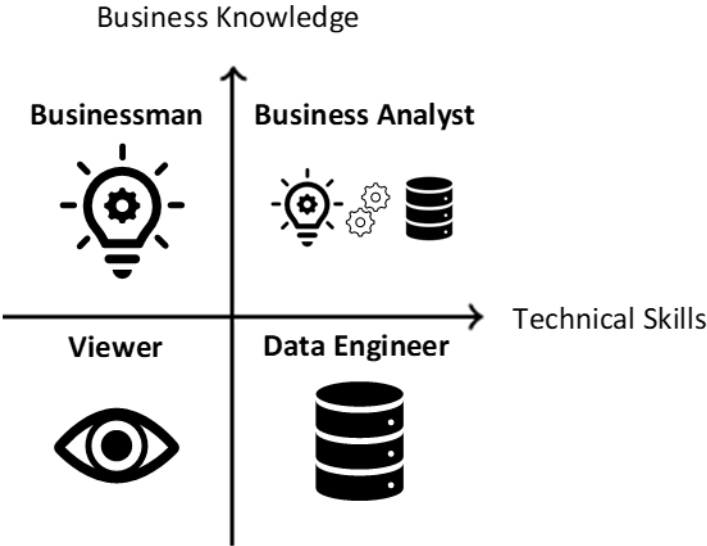 Business Knowledge
Businessman
Business Analyst
Technical Skills
Viewer
Data Engineer